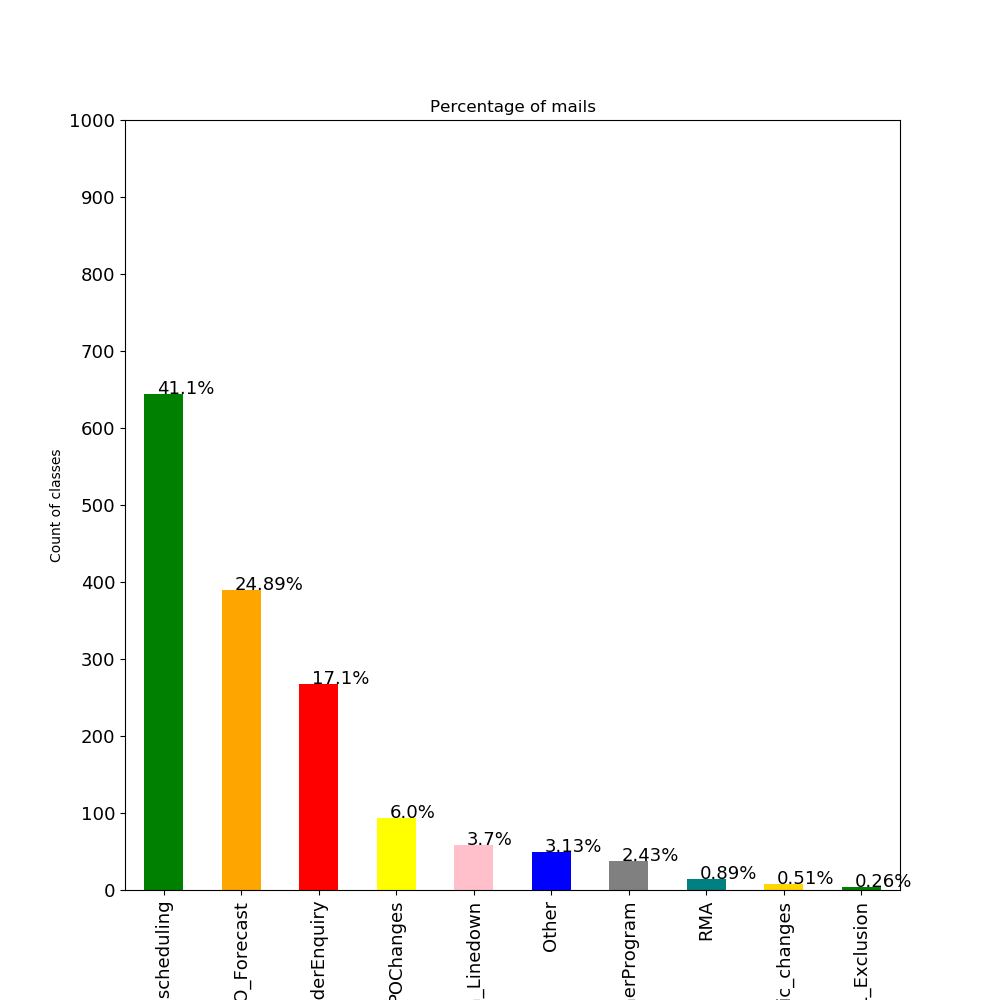 Percentage of mails
1000
900
800
700
600
500
400
300
200
100
0
Count of classes
41.1%
24.89%
17.1%
6.0%
3.7%
3.13%
2.43%
0.89%
0.51%
0.26%
scheduling
O_Forecast
derEnquiry
POChanges
_Linedown
Other
nerProgram
RMA
ic_changes
_Exclusion